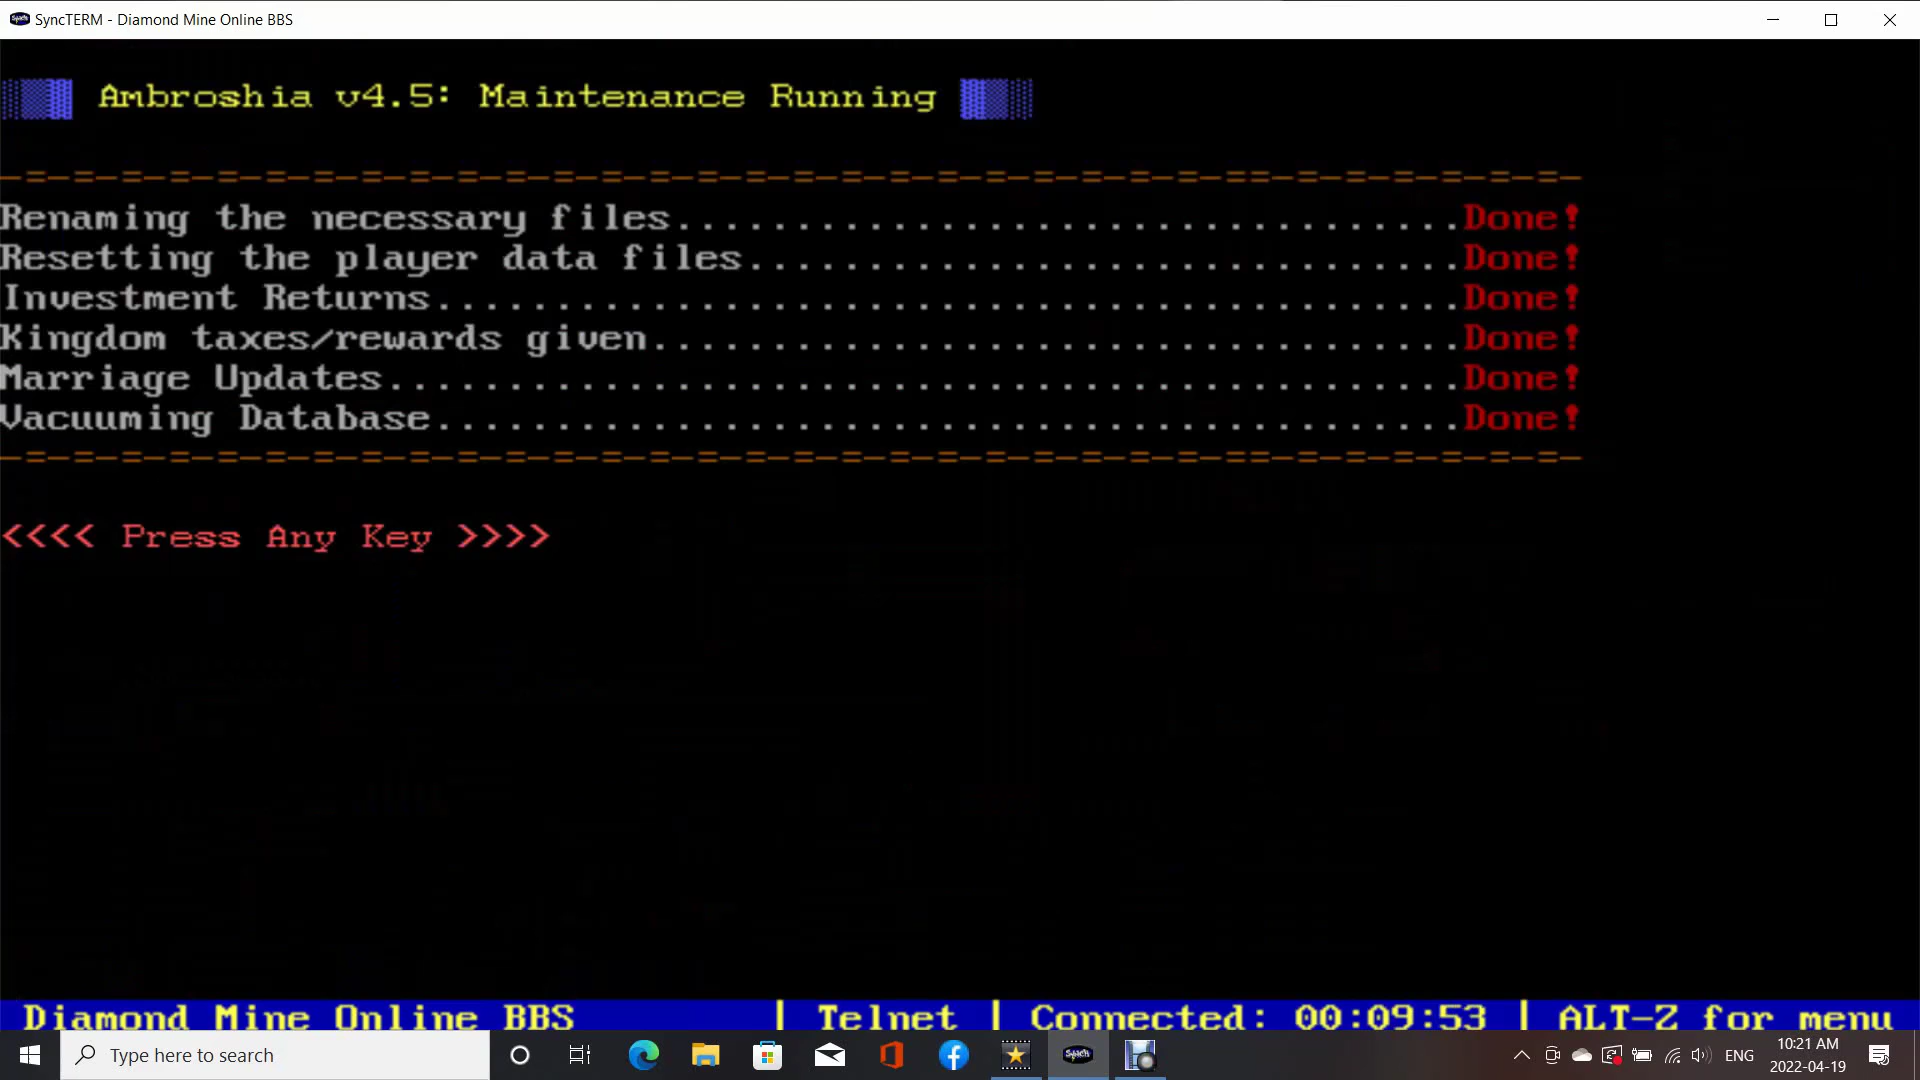 SyncTERM - Diamond Mine Online BBS
Ambroshia v4.5: Maintenance Running
-=-=-=-=-=-=-=-=-=-=-=-=-=-=-=-=-=-=-=-=-=-=-=-=-=-==-=-=-=-=-=-=-
Renaming the necessary files.................................Done!
Resetting the player data files..............................Done!
Investment Returns...........................................Done!
Kingdom taxes/rewards given..................................Done!
Marriage Updates.............................................Done!
Vacuuming Database...........................................Done!
-=-=-=-=-=-=-=-=-=-=-=-=-=-=-=-=-=-=-=-=-=-=-=-=-=-==-=-=-=-=-=-=-
<<<< Press Any Key >>>>
Diamond Mine Online BBS | Telnet | Connected: 00:09:53 | ALT-Z for menu
Type here to search
ENG
10:21 AM
2022-04-19